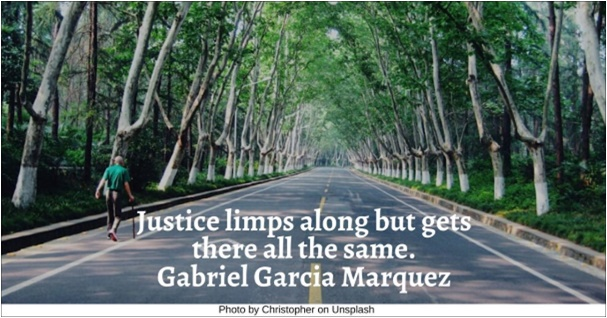 Justice limps along but gets
there all the same.
Gabriel Garcia Marquez
Photo by Christopher on Unsplash